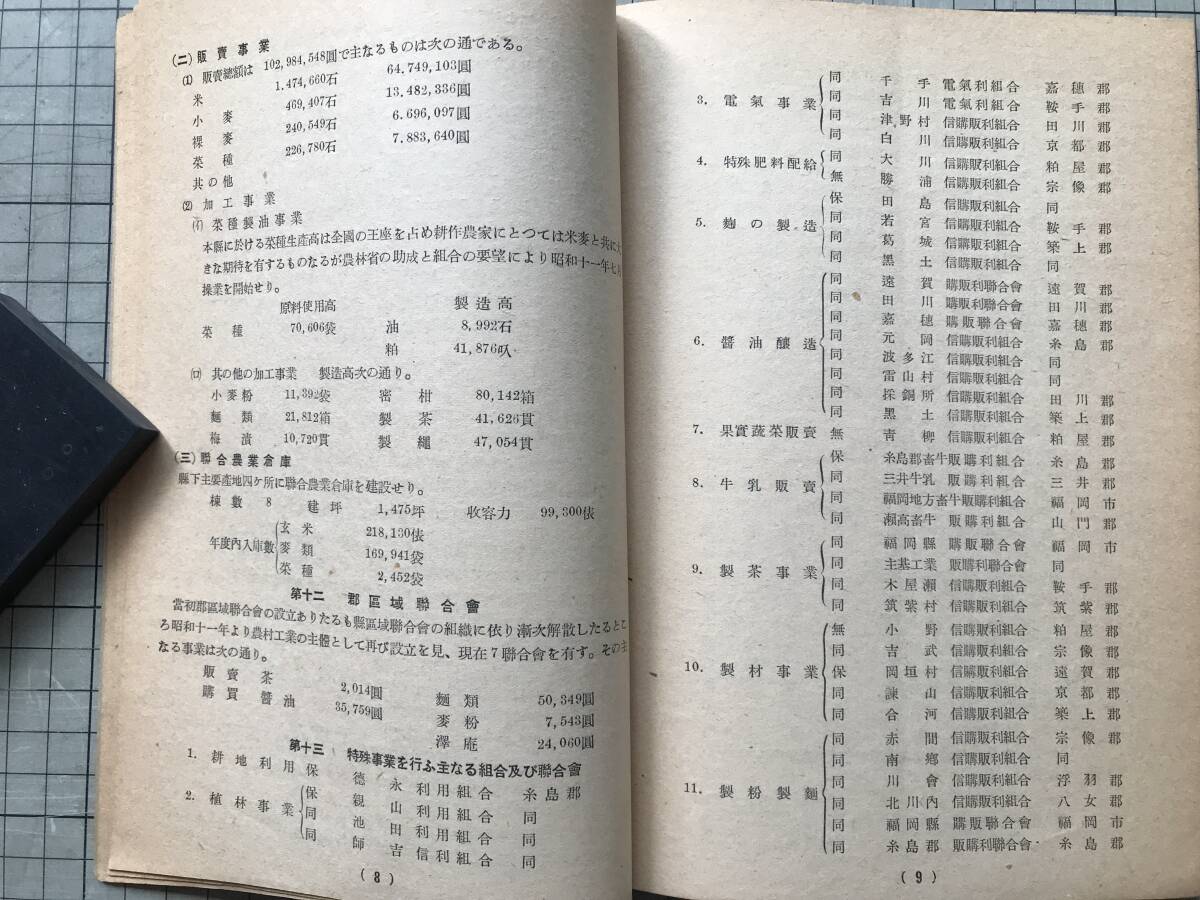 (二) 販賣事業
(1) 販賣總額は 102,984,548圓で主なるものは次の通である。
米 1,474,660石 64,749,103圓
小麥 469,407石 13,482,336圓
裸麥 240,549石 6,696,097圓
菜種 226,780石 7,883,640圓
其の他
(2) 加工事業
(イ) 菜種製油事業
本縣に於ける菜種生産高は全國の王座を占め耕作農家にとつては米麥と共に大
きな期待を有するものなるが農林省の助成と組合の要望により昭和十一年七月
操業を開始せり。
原料使用高 製造高
菜種 70,606袋 油 8,992石
粕 41,876叺
(ロ) 其の他の加工事業 製造高次の通り。
小麥粉 11,392袋 密柑 80,142箱
麺類 21,812箱 製茶 41,626貫
梅漬 10,720貫 製繩 47,054貫
(三) 聯合農業倉庫
縣下主要產地四ケ所に聯合農業倉庫を建設せり。
棟數 8 建坪 1,475坪 收容力 99,300俵
年度內入庫數 玄米 218,130俵
麥類 169,941袋
菜種 2,452袋
第十二 郡區域聯合會
當初郡區域聯合會の設立ありたるも縣區域聯合會の組織に依り漸次解散したるとこ
ろ昭和十一年より農村工業の主體として再び設立を見、現在7聯合會を有す。その主
なる事業は次の通り。
販賣 茶 2,014圓 麵類 50,349圓
購買 醬油 35,759圓 麥粉 7,543圓
澤庵 24,060圓
第十三 特殊事業を行ふ主なる組合及び聯合會
1. 耕地利用 保 德永利用組合 糸島郡
2. 植林事業 保 親山利用組合 同
同 池田利用組合 同
同 師吉信利組合 同
(8)
3. 電氣事業 同 千手 電氣利組合 嘉穗郡
同 吉川 電氣利組合 鞍手郡
同 津野村 信購販利組合 田川郡
同 白川 信購販利組合 京都郡
4. 特殊肥料配給 同 大川 信購販利組合 粕屋郡
無 勝浦 信購販利組合 宗像郡
5. 麹の製造 保 田島 信購販利組合 同
同 若宮 信購販利組合 鞍手郡
同 葛城 信購販利組合 築上郡
同 黑土 信購販利組合 同
6. 醬油釀造 同 遠賀 購販利聯合會 遠賀郡
同 田川 購販利聯合會 田川郡
同 嘉穗 購販聯合會 嘉穗郡
同 元岡 信購販利組合 糸島郡
同 波多江 信購販利組合 同
同 雷山村 信購販利組合 同
同 採銅所 信購販利組合 田川郡
同 黑土 信購販利組合 築上郡
7. 果實蔬菜販賣 無 靑柳 信購販利組合 粕屋郡
8. 牛乳販賣 保 糸島郡畜牛販購利組合 糸島郡
同 三井牛乳 販購利組合 三井郡
同 福岡地方畜牛販購利組合 福岡市
同 瀨高畜牛 販購利組合 山門郡
9. 製茶事業 同 福岡縣 購販聯合會 福岡市
同 主基工業 販購利聯合會 同
同 木屋瀨 信購販利組合 鞍手郡
同 筑紫村 信購販利組合 筑紫郡
10. 製材事業 無 小野 信購販利組合 粕屋郡
同 吉武 信購販利組合 宗像郡
保 岡垣村 信購販利組合 遠賀郡
同 諫山 信購販利組合 京都郡
同 合河 信購販利組合 築上郡
11. 製粉製麵 同 赤間 信購販利組合 宗像郡
同 南鄕 信購販利組合 同
同 川會 信購販利組合 浮羽郡
同 北川內 信購販利組合 八女郡
同 福岡縣 購販聯合會 福岡市
同 糸島郡 販購利聯合會 糸島郡
(9)